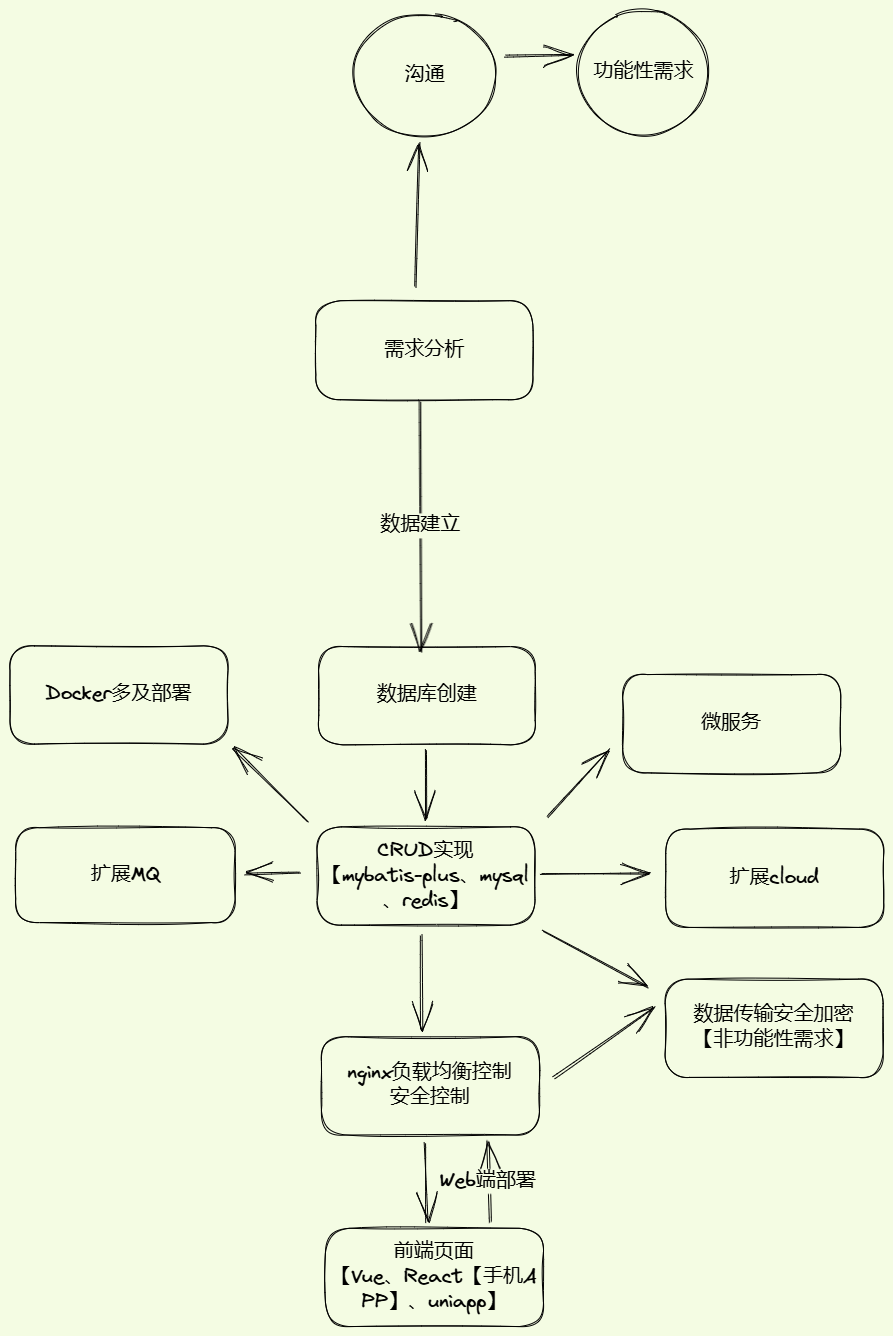 沟通
功能性需求
需求分析
数据建立
Docker多及部署
数据库创建
微服务
扩展MQ
CRUD实现
【mybatis-plus、mysql
、redis】
扩展cloud
数据传输安全加密
【非功能性需求】
nginx负载均衡控制
安全控制
Web端部署
前端页面
【Vue、React【手机A
PP】、uniapp】